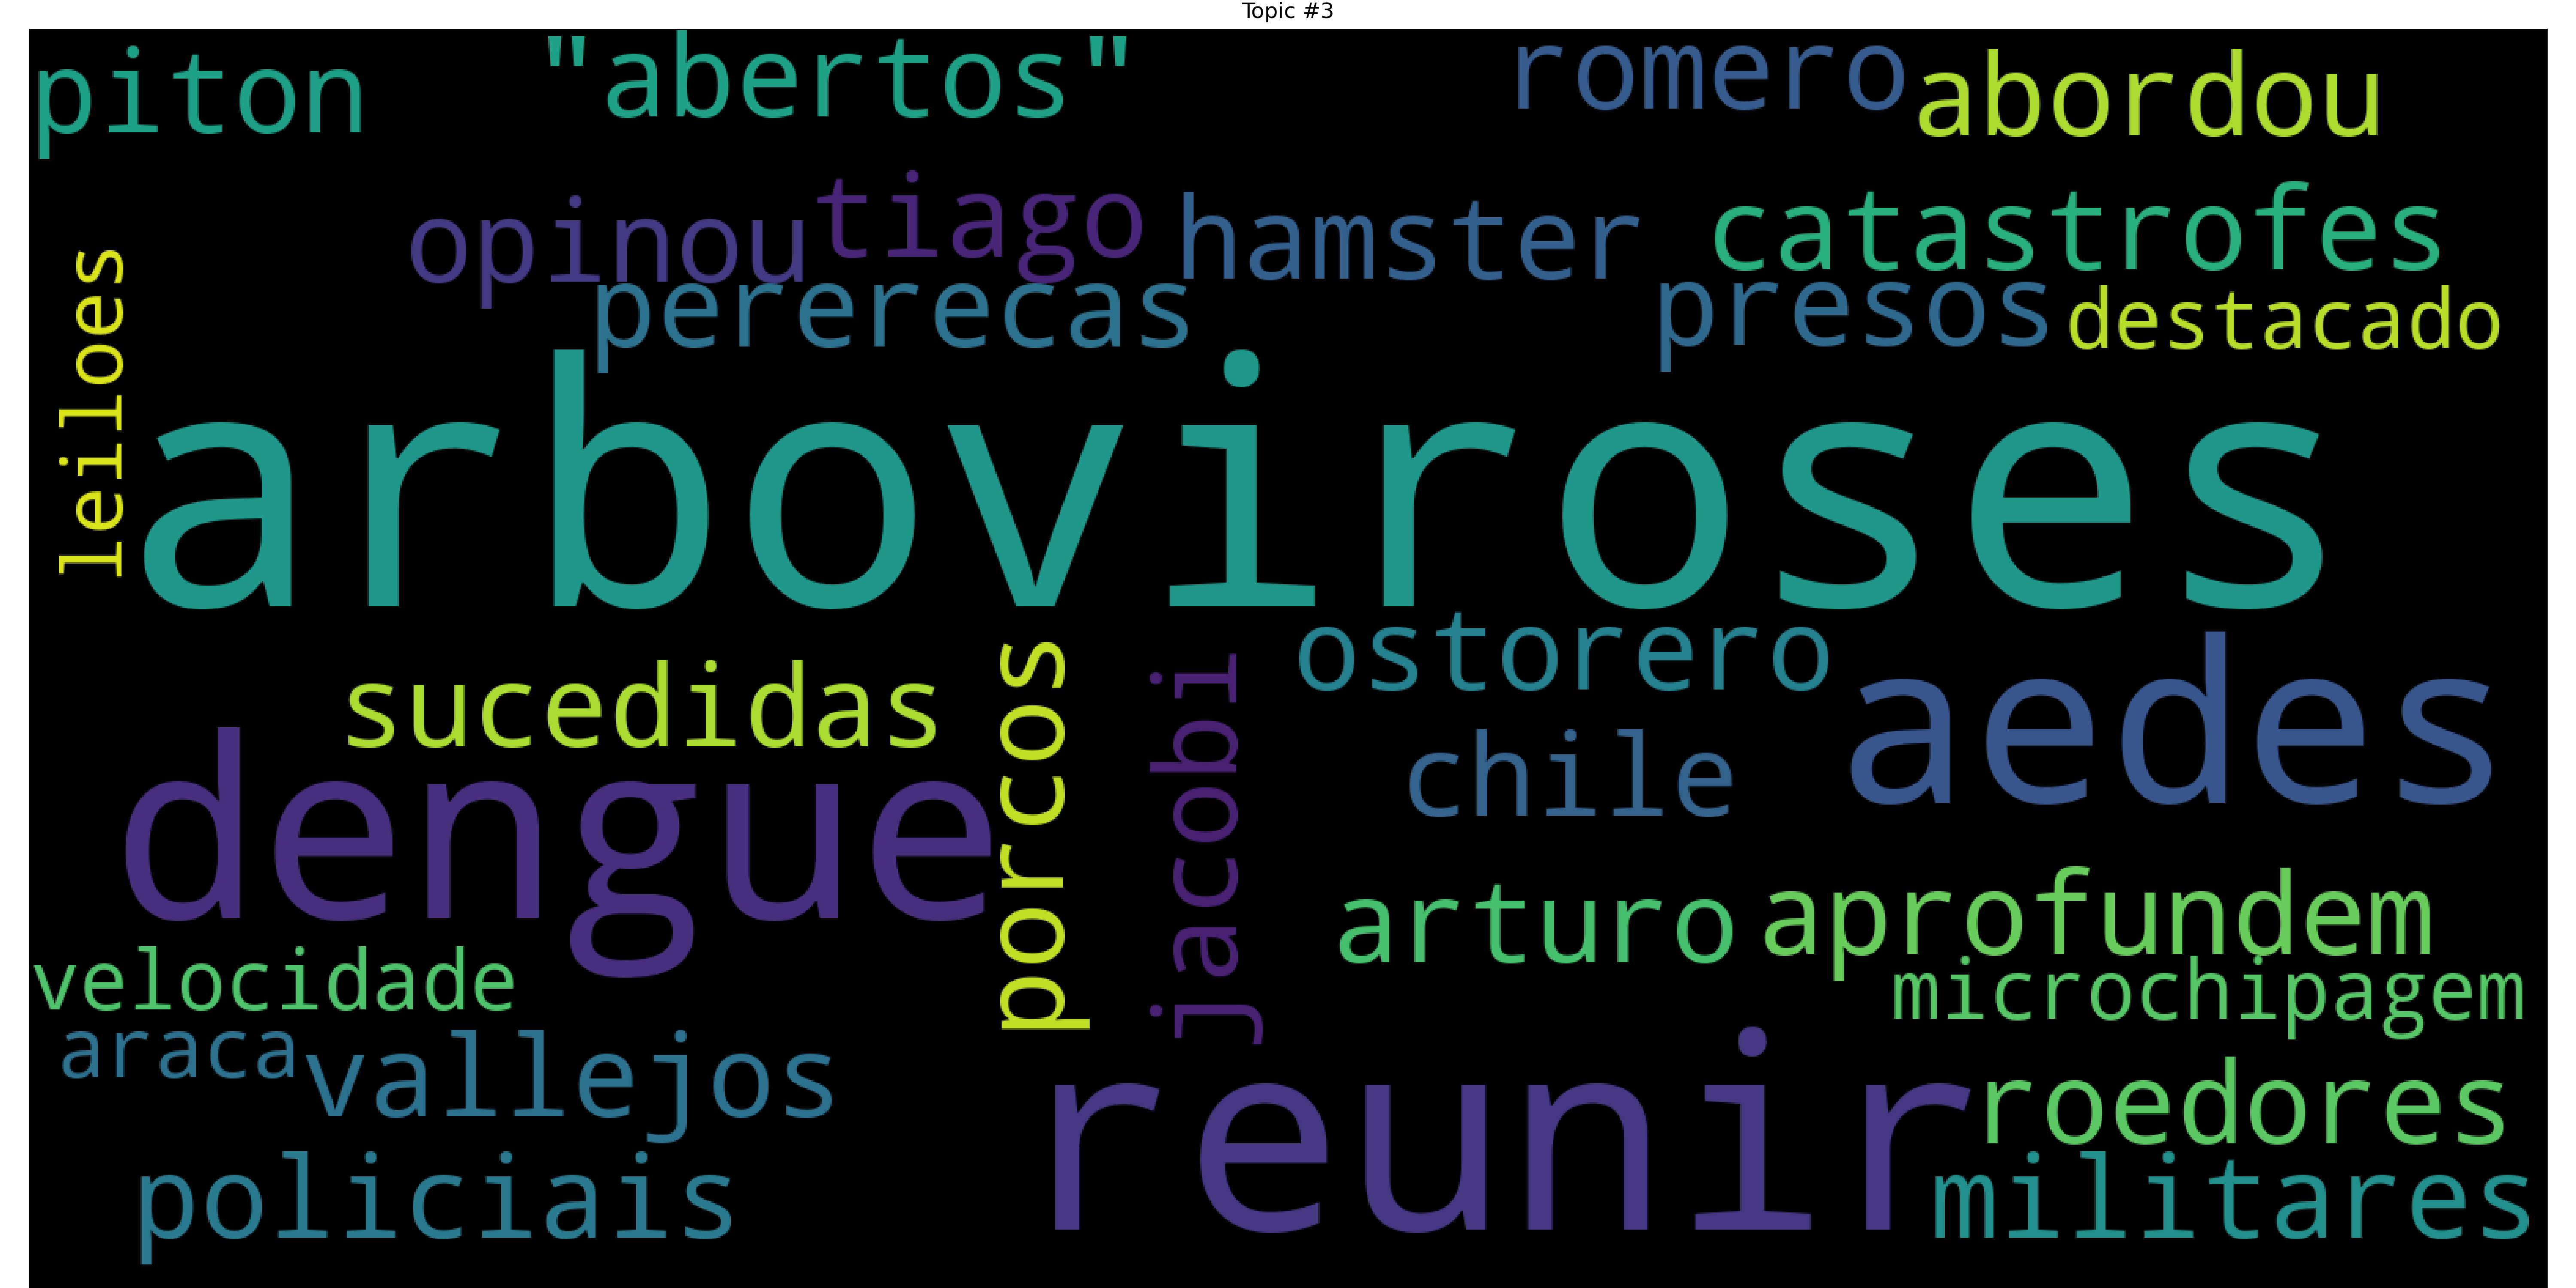 Topic #3
piton
"abertos"
romero
abordou
opinou
tiago
hamster
catastrofes
leiloes
pererecas
presos
destacado
arboviroses
sucedidas
porcos
jacobi
ostorero
aedes
dengue
chile
arturo
aprofundem
velocidade
microchipagem
araca
vallejos
reunir
roedores
policiais
militares